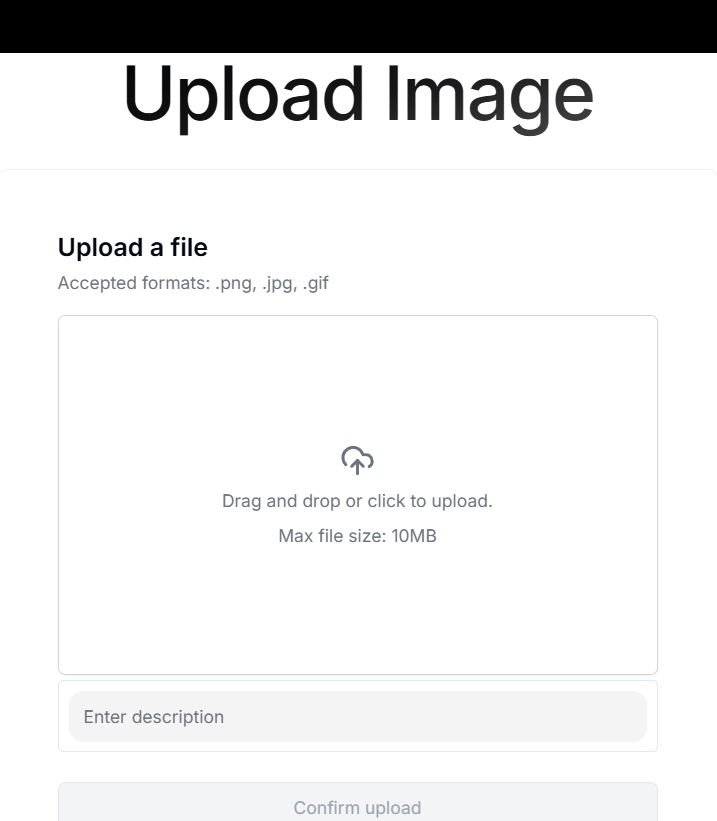 Upload Image
Upload a file
Accepted formats: .png, .jpg, .gif
Drag and drop or click to upload.
Max file size: 10MB
Enter description
Confirm upload